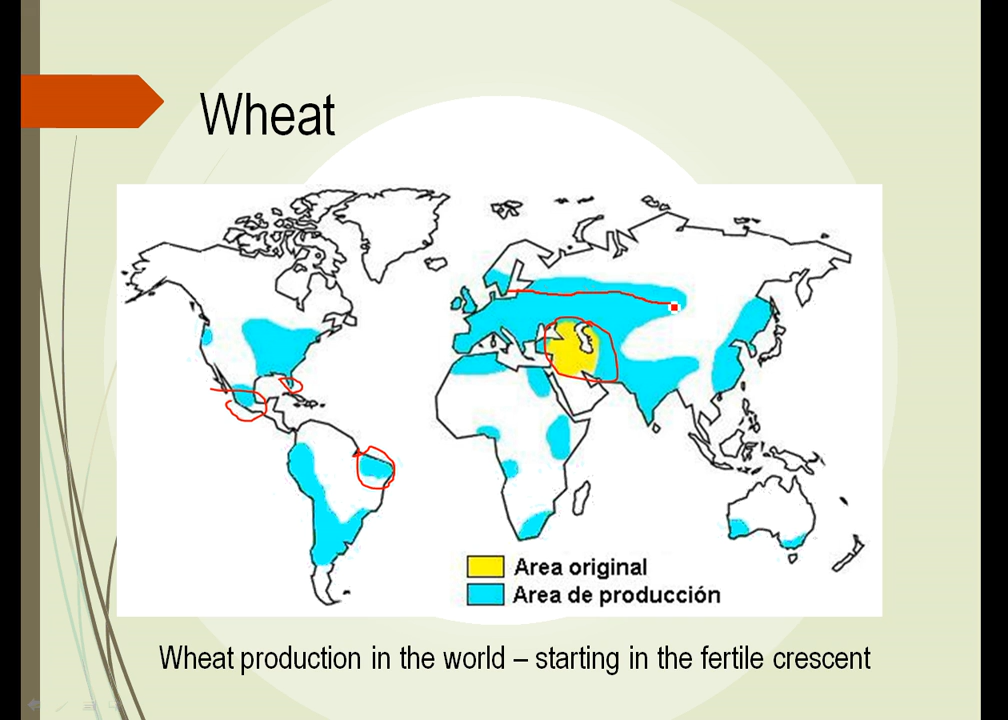 Wheat
Area original
Area de producción
Wheat production in the world – starting in the fertile crescent